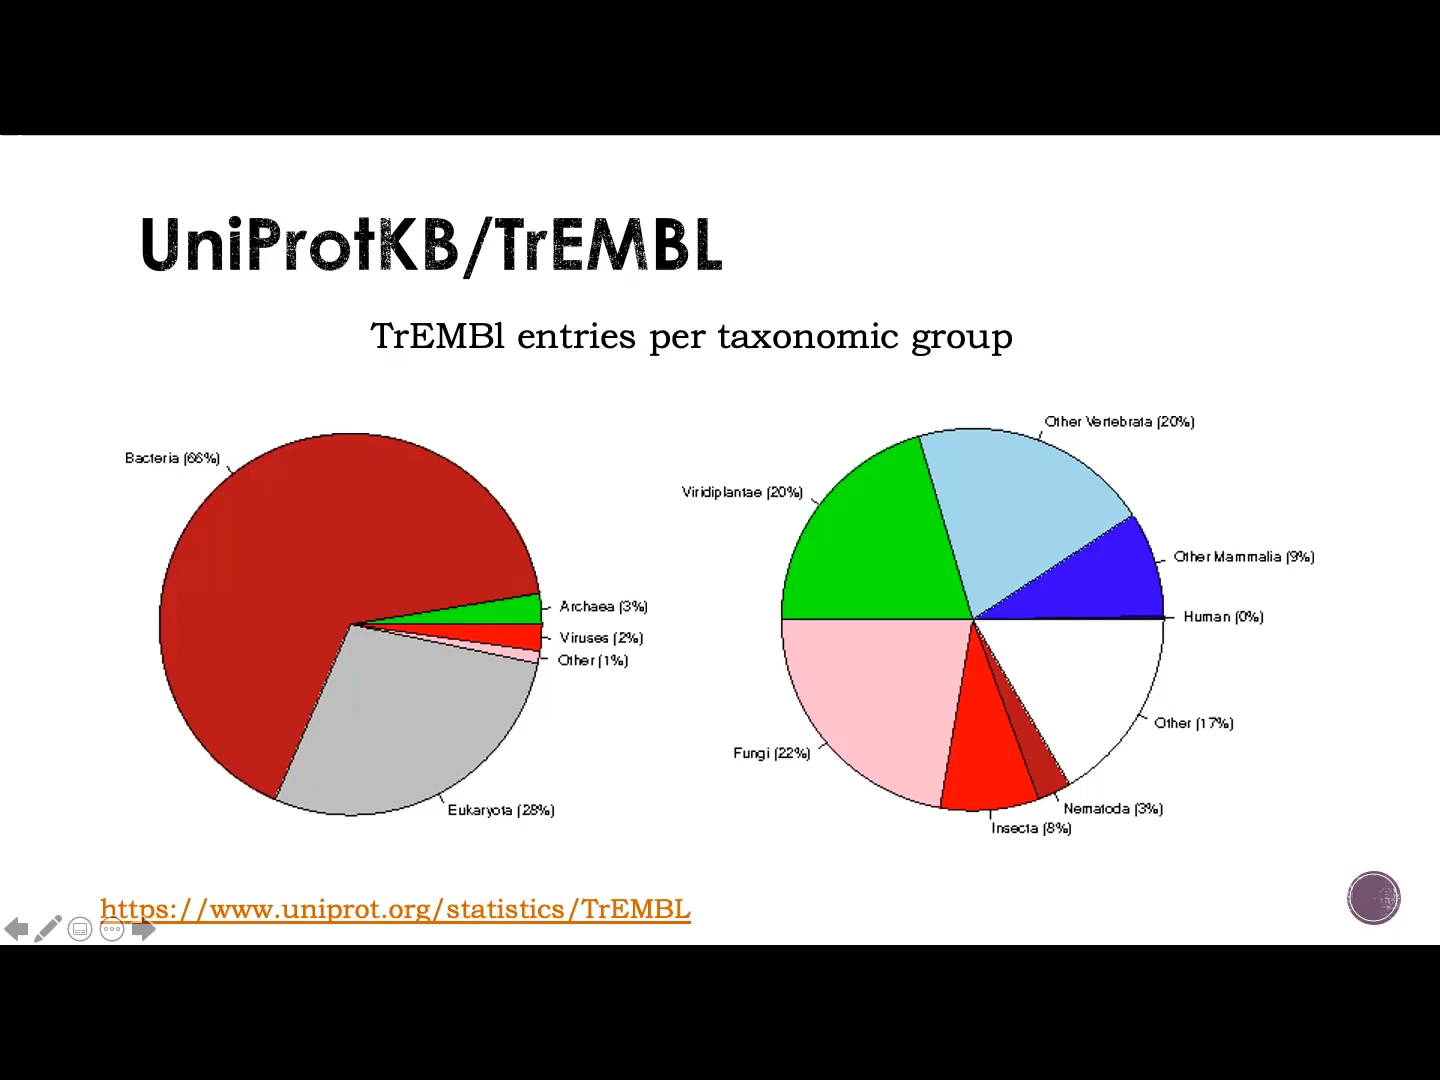 UniProtKB/TrEMBL
TrEMBl entries per taxonomic group
Bacteria (66%)
Archaea (3%)
Viruses (2%)
Other (1%)
Eukaryota (28%)
Other Vertebrata (20%)
Viridiplantae (20%)
Other Mammalia (9%)
Human (0%)
Other (17%)
Fungi (22%)
Nematoda (3%)
Insecta (8%)
https://www.uniprot.org/statistics/TrEMBL